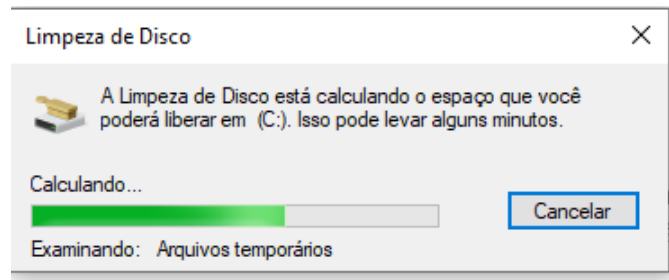 Limpeza de Disco
A Limpeza de Disco está calculando o espaço que você
poderá liberar em  (C:). Isso pode levar alguns minutos.
Calculando...
Cancelar
Examinando:   Arquivos temporários